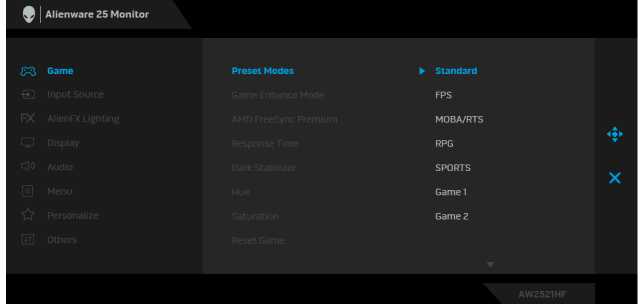 Alienware 25 Monitor
Game
Input Source
AlienFX Lighting
Display
Audio
Menu
Personalize
Others
Preset Modes
Game Enhance Mode
AMD FreeSync Premium
Response Time
Dark Stabilizer
Hue
Saturation
Reset Game
Standard
FPS
MOBA/RTS
RPG
SPORTS
Game 1
Game 2
AW2521HF